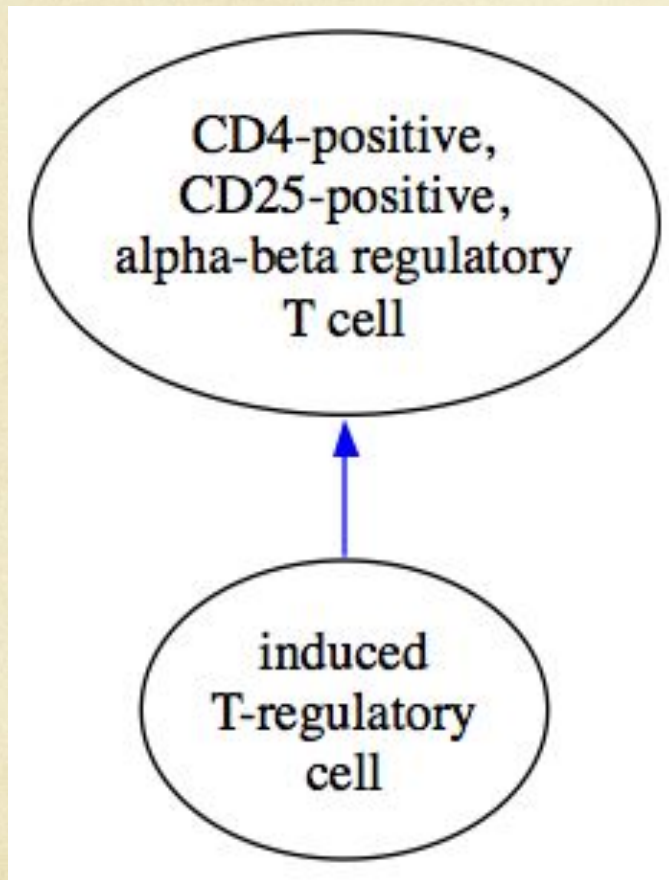 CD4-positive,
CD25-positive,
alpha-beta regulatory
T cell
induced
T-regulatory
cell